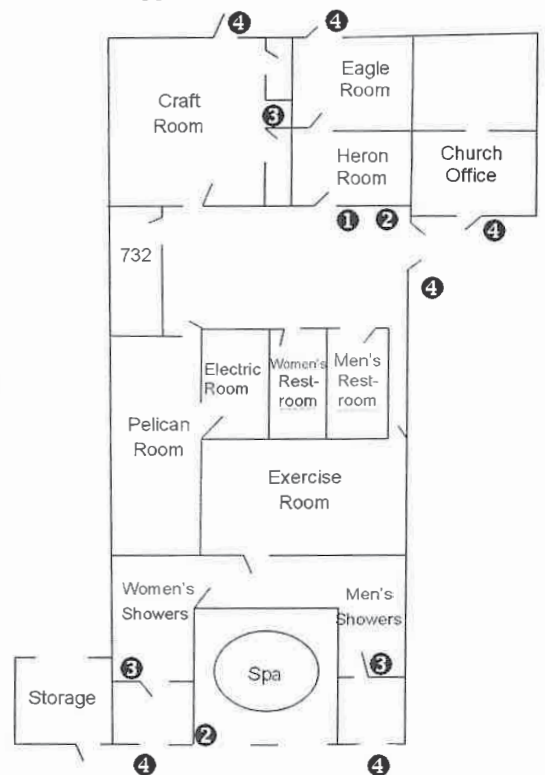 4
4
Eagle
Room
Craft
Room
3
Heron
Room
Church
Office
1
2
4
732
4
Electric
Room
Women's
Rest-
room
Men's
Rest-
room
Pelican
Room
Exercise
Room
Women's
Showers
Men's
Showers
3
3
Spa
Storage
2
4
4